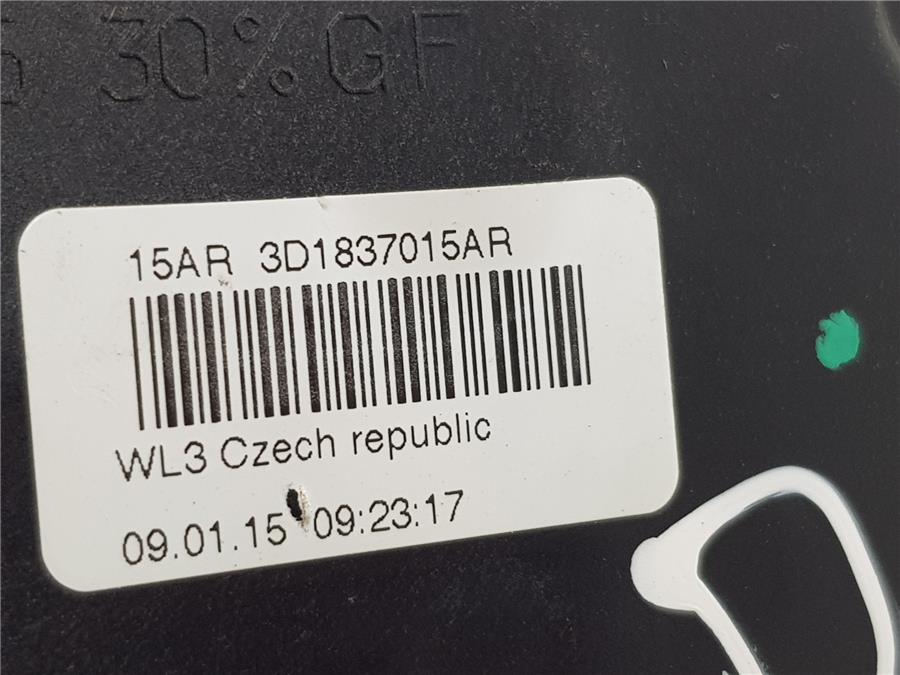 30%GF
15AR 3D1837015AR
WL3 Czech republic
09.01.15 09:23:17